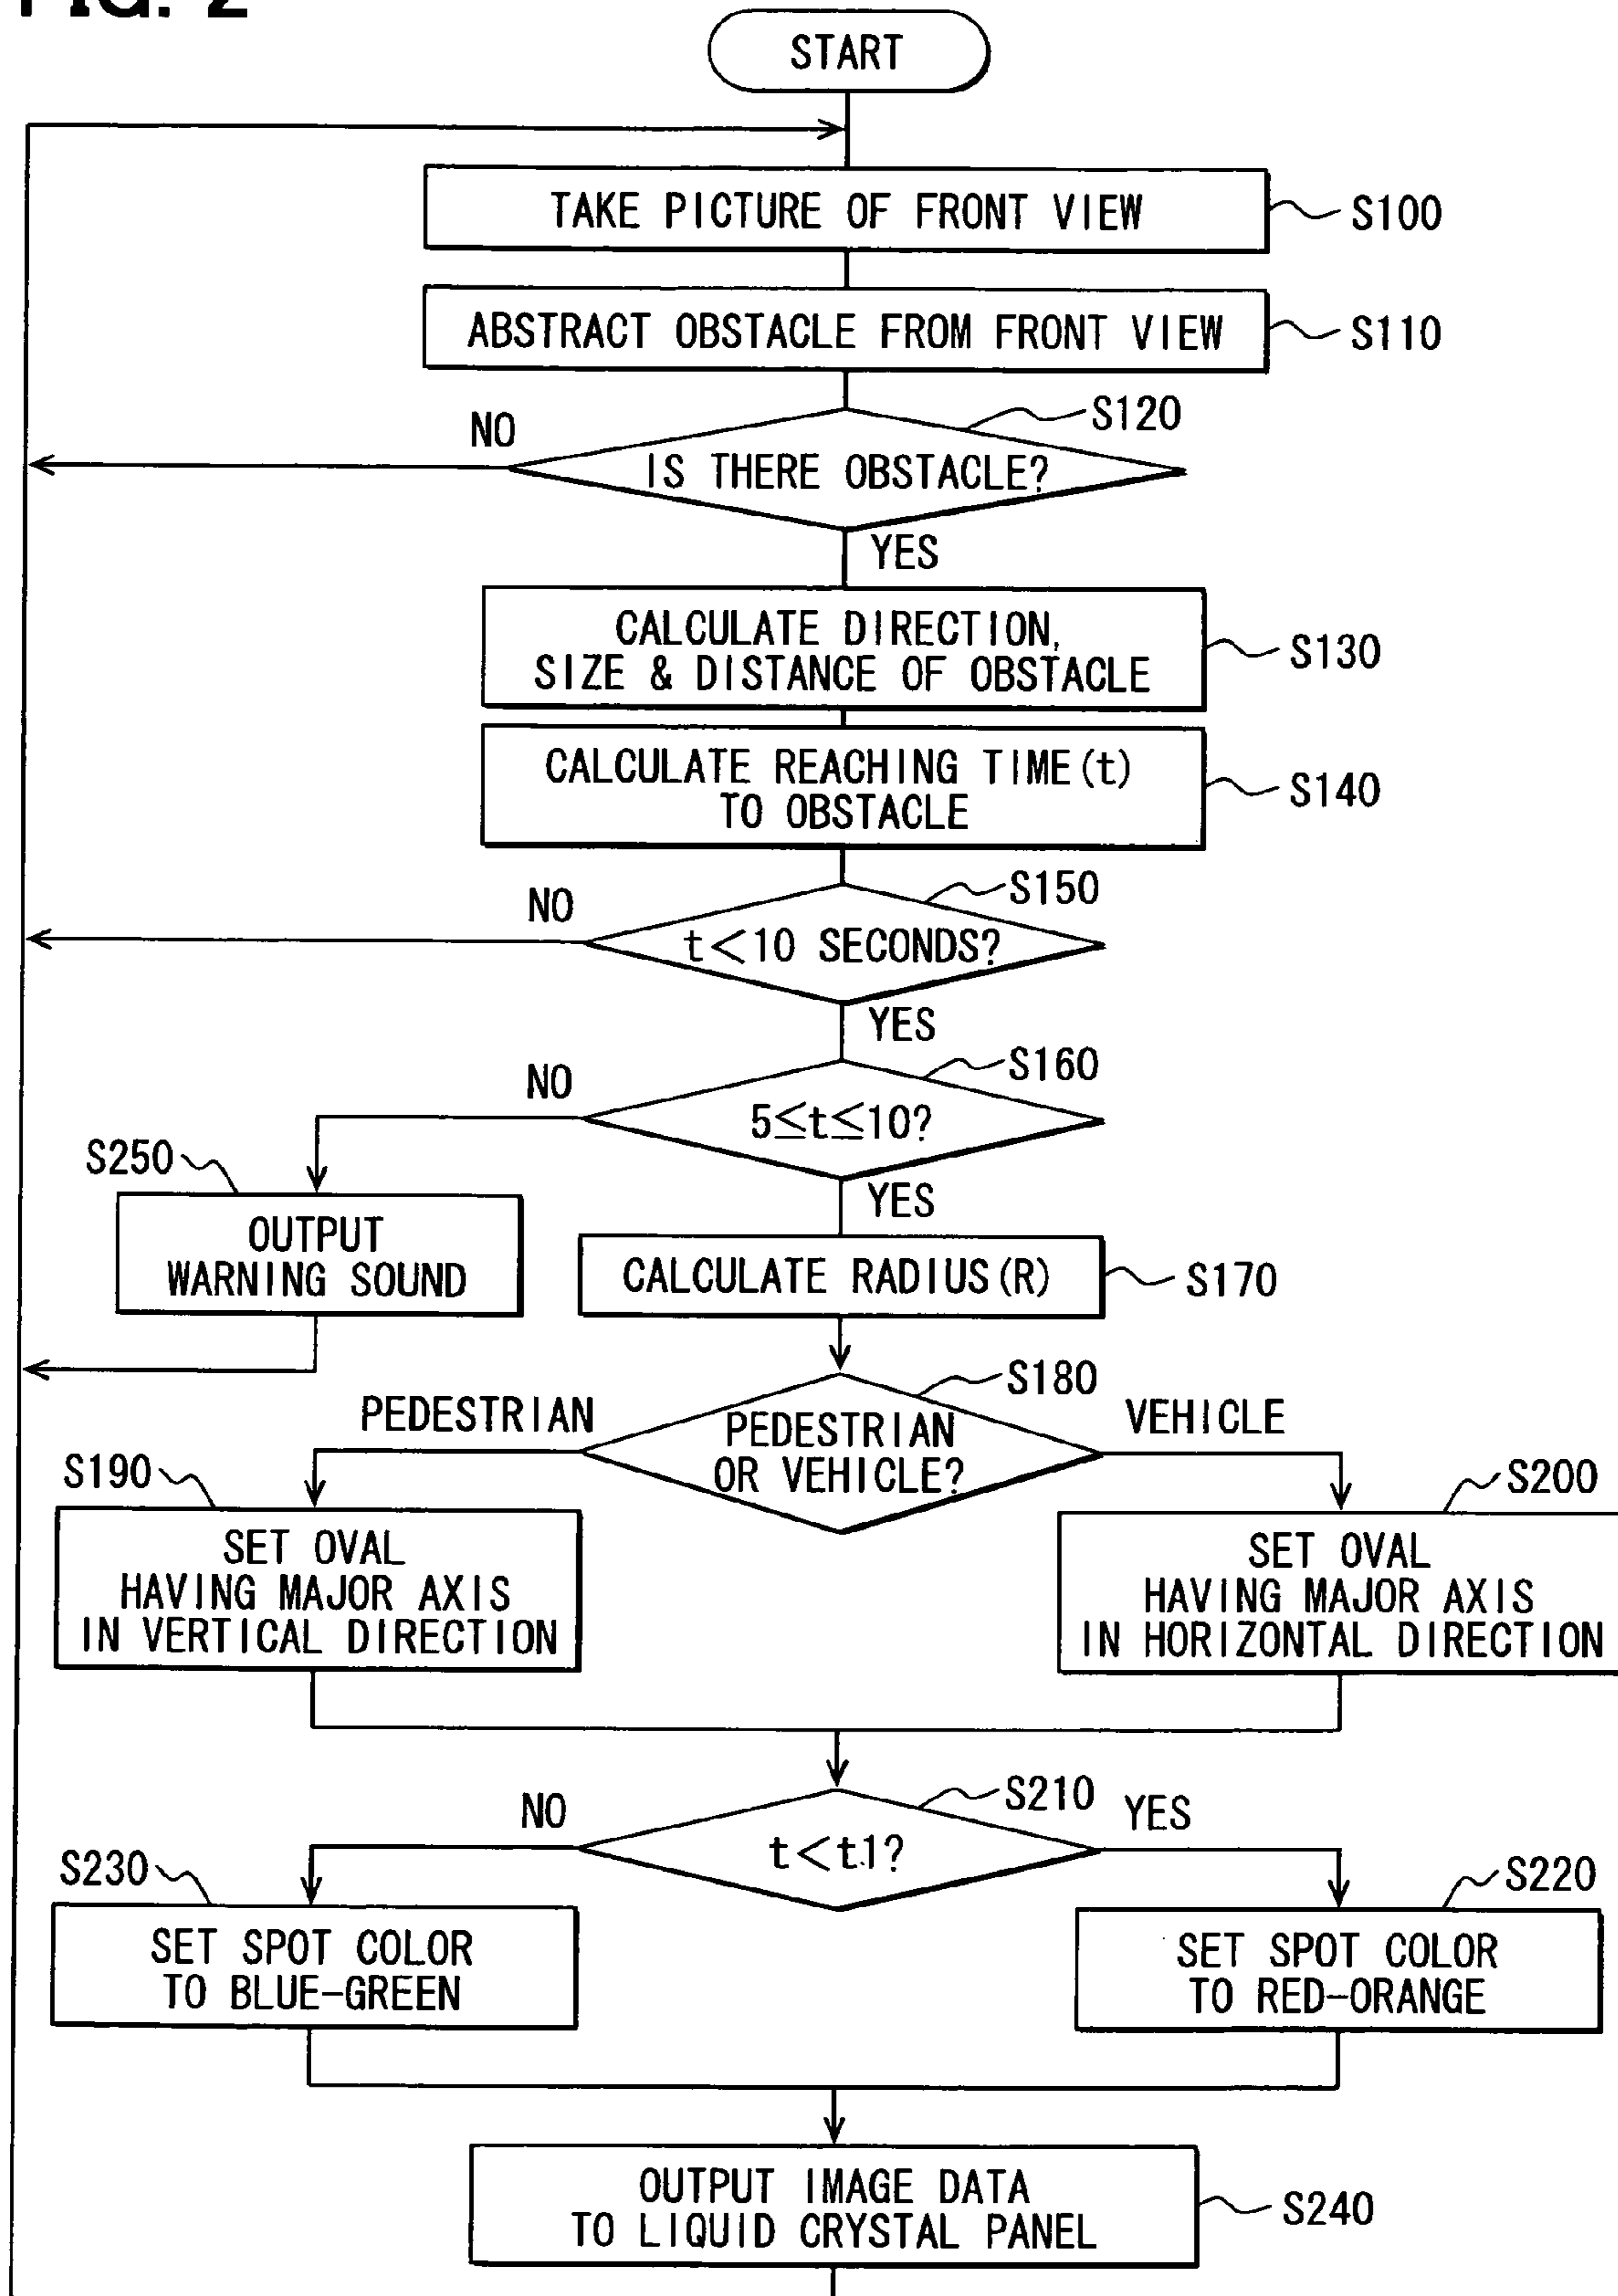 FIG. 2
START
TAKE PICTURE OF FRONT VIEW
S100
ABSTRACT OBSTACLE FROM FRONT VIEW
S110
S120
NO
IS THERE OBSTACLE?
YES
CALCULATE DIRECTION,
SIZE & DISTANCE OF OBSTACLE
S130
CALCULATE REACHING TIME(t)
TO OBSTACLE
S140
S150
NO
t<10 SECONDS?
YES
S160
NO
5≤t≤10?
YES
S250
OUTPUT
WARNING SOUND
CALCULATE RADIUS(R)
S170
S180
PEDESTRIAN
PEDESTRIAN
OR VEHICLE?
VEHICLE
S190
SET OVAL
HAVING MAJOR AXIS
IN VERTICAL DIRECTION
S200
SET OVAL
HAVING MAJOR AXIS
IN HORIZONTAL DIRECTION
S210
NO
t<t1?
YES
S230
SET SPOT COLOR
TO BLUE-GREEN
S220
SET SPOT COLOR
TO RED-ORANGE
OUTPUT IMAGE DATA
TO LIQUID CRYSTAL PANEL
S240